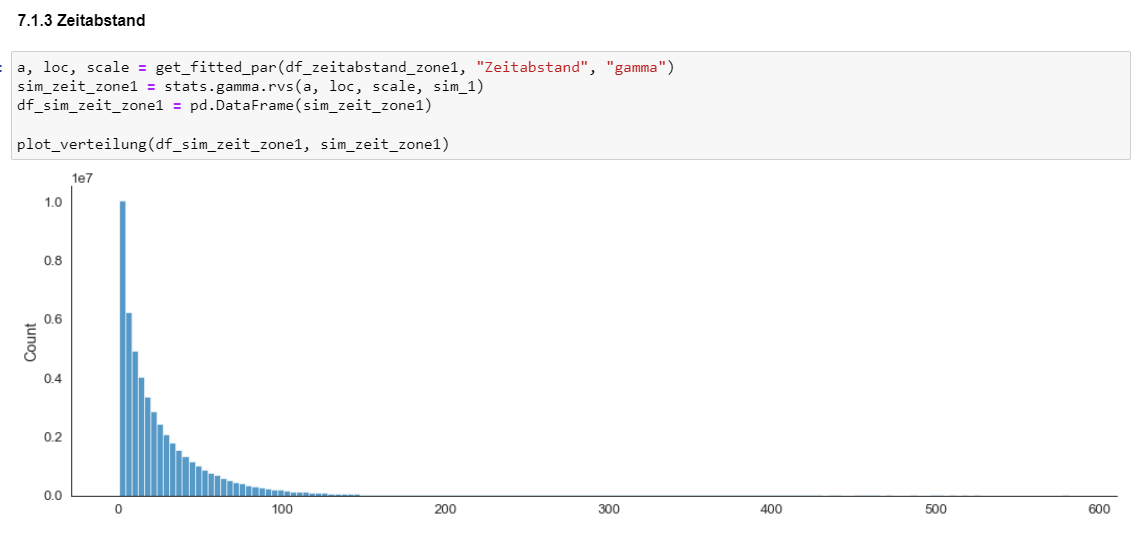 7.1.3 Zeitabstand
: a, loc, scale = get_fitted_par(df_zeitabstand_zone1, "Zeitabstand", "gamma")
sim_zeit_zone1 = stats.gamma.rvs(a, loc, scale, sim_1)
df_sim_zeit_zone1 = pd.DataFrame(sim_zeit_zone1)
plot_verteilung(df_sim_zeit_zone1, sim_zeit_zone1)
1e7
1.0
0.8
0.6
0.4
0.2
0.0
Count
0 100 200 300 400 500 600